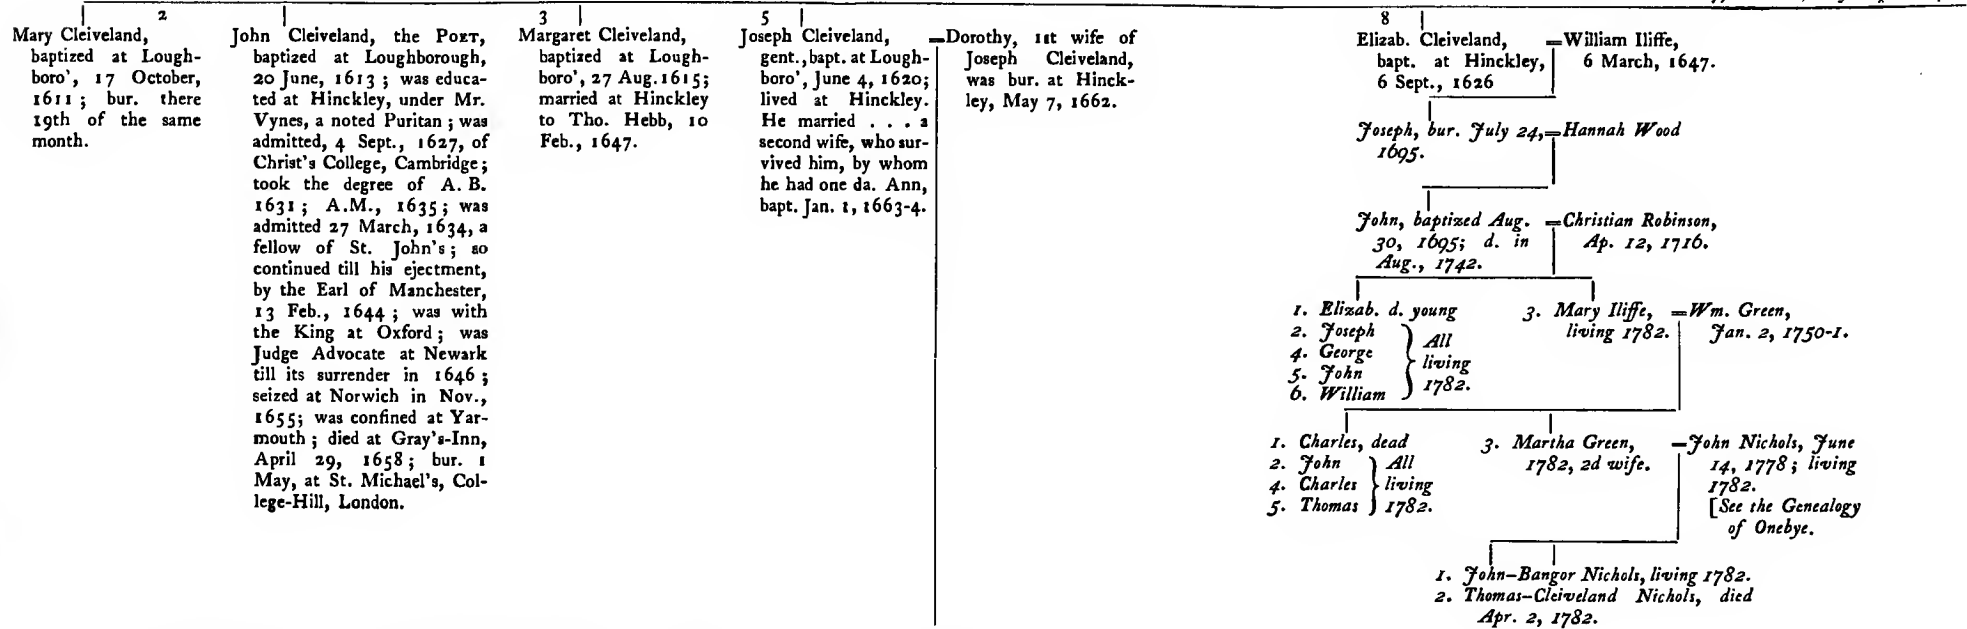 2
3
5
8
Mary Cleiveland,
baptized at Lough-
boro', 17 October,
1611; bur. there
19th of the same
month.
John Cleiveland, the POET,
baptized at Loughborough,
20 June, 1613; was educa-
ted at Hinckley, under Mr.
Vynes, a noted Puritan; was
admitted, 4 Sept., 1627, of
Christ's College, Cambridge;
took the degree of A. B.
1631; A.M., 1635; was
admitted 27 March, 1634, a
fellow of St. John's; so
continued till his ejectment,
by the Earl of Manchester,
13 Feb., 1644; was with
the King at Oxford; was
Judge Advocate at Newark
till its surrender in 1646;
seized at Norwich in Nov.,
1655; was confined at Yar-
mouth; died at Gray's-Inn,
April 29, 1658; bur. 1
May, at St. Michael's, Col-
lege-Hill, London.
Margaret Cleiveland,
baptized at Lough-
boro', 27 Aug. 1615;
married at Hinckley
to Tho. Hebb, 10
Feb., 1647.
Joseph Cleiveland,
gent., bapt. at Lough-
boro', June 4, 1620;
lived at Hinckley.
He married . . . a
second wife, who sur-
vived him, by whom
he had one da. Ann,
bapt. Jan. 1, 1663-4.
=Dorothy, 1st wife of
Joseph Cleiveland,
was bur. at Hinck-
ley, May 7, 1662.
Elizab. Cleiveland,
bapt. at Hinckley,
6 Sept., 1626
=William Iliffe,
6 March, 1647.
Joseph, bur. July 24,=Hannah Wood
1695.
John, baptized Aug.
30, 1695; d. in
Aug., 1742.
=Christian Robinson,
Ap. 12, 1716.
1. Elizab. d. young
2. Joseph
4. George
5. John
6. William
All
living
1782.
3. Mary Iliffe,
living 1782.
=Wm. Green,
Jan. 2, 1750-1.
1. Charles, dead
2. John
4. Charles
5. Thomas
All
living
1782.
3. Martha Green,
1782, 2d wife.
=John Nichols, June
14, 1778; living
1782.
[See the Genealogy
of Onebye.
1. John-Bangor Nichols, living 1782.
2. Thomas-Cleiveland Nichols, died
Apr. 2, 1782.